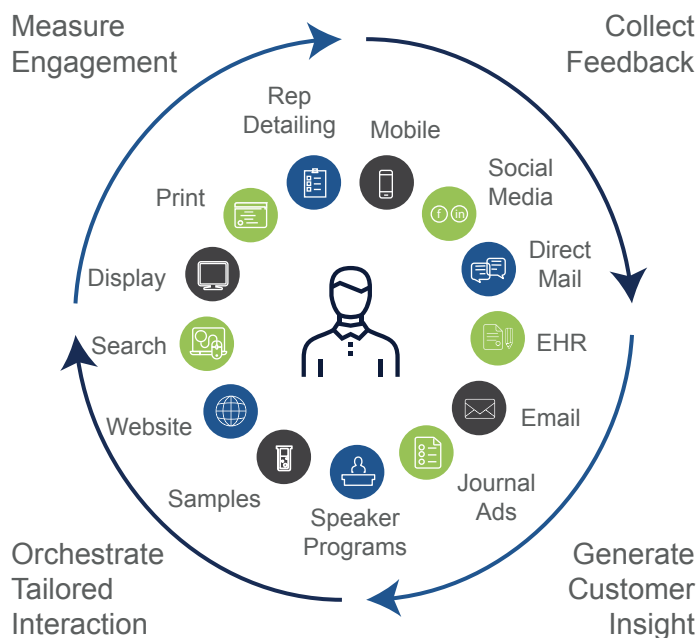 Measure
Engagement
Collect
Feedback
Rep
Detailing
Mobile
Social
Media
Print
f in
Direct
Mail
Display
Search
EHR
Website
Email
Samples
Journal
Ads
Speaker
Programs
Orchestrate
Tailored
Interaction
Generate
Customer
Insight